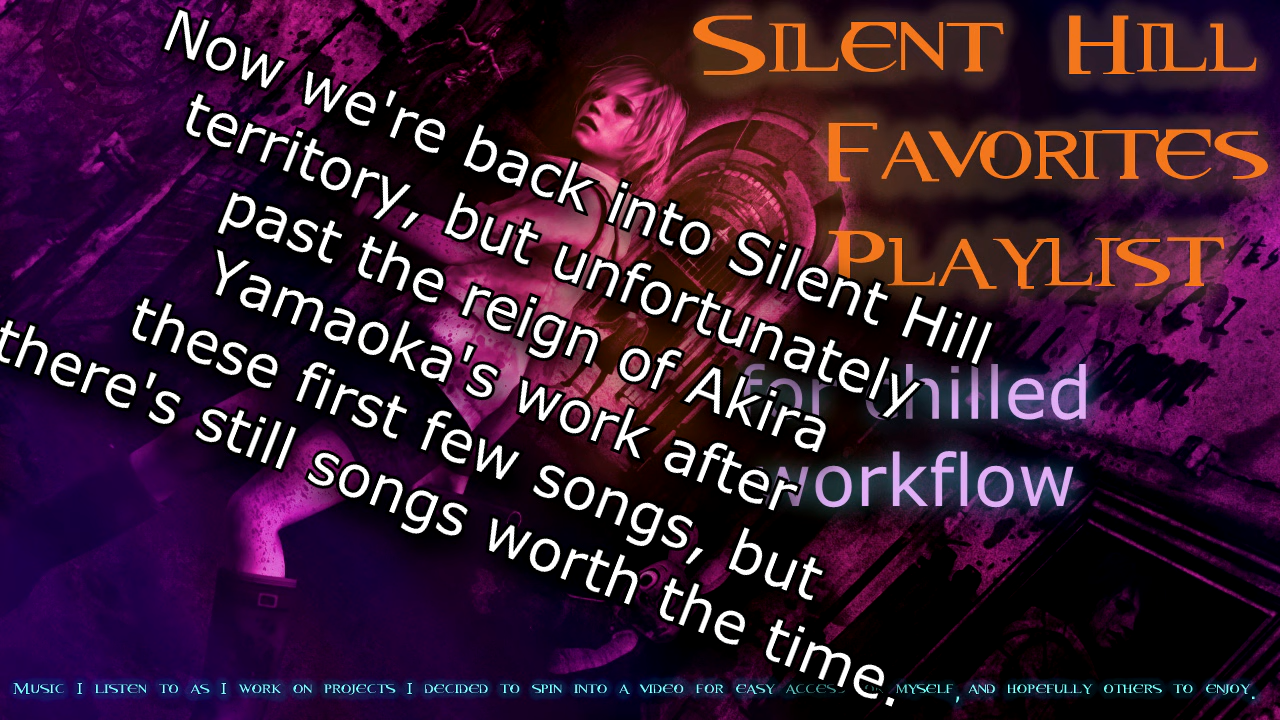 Silent Hill
Favorites
Playlist
for chilled
workflow
Now we're back into Silent Hill
territory, but unfortunately
past the reign of Akira
Yamaoka's work after
these first few songs, but
there's still songs worth the time.
Music I listen to as I work on projects I decided to spin into a video for easy access for myself, and hopefully others to enjoy.